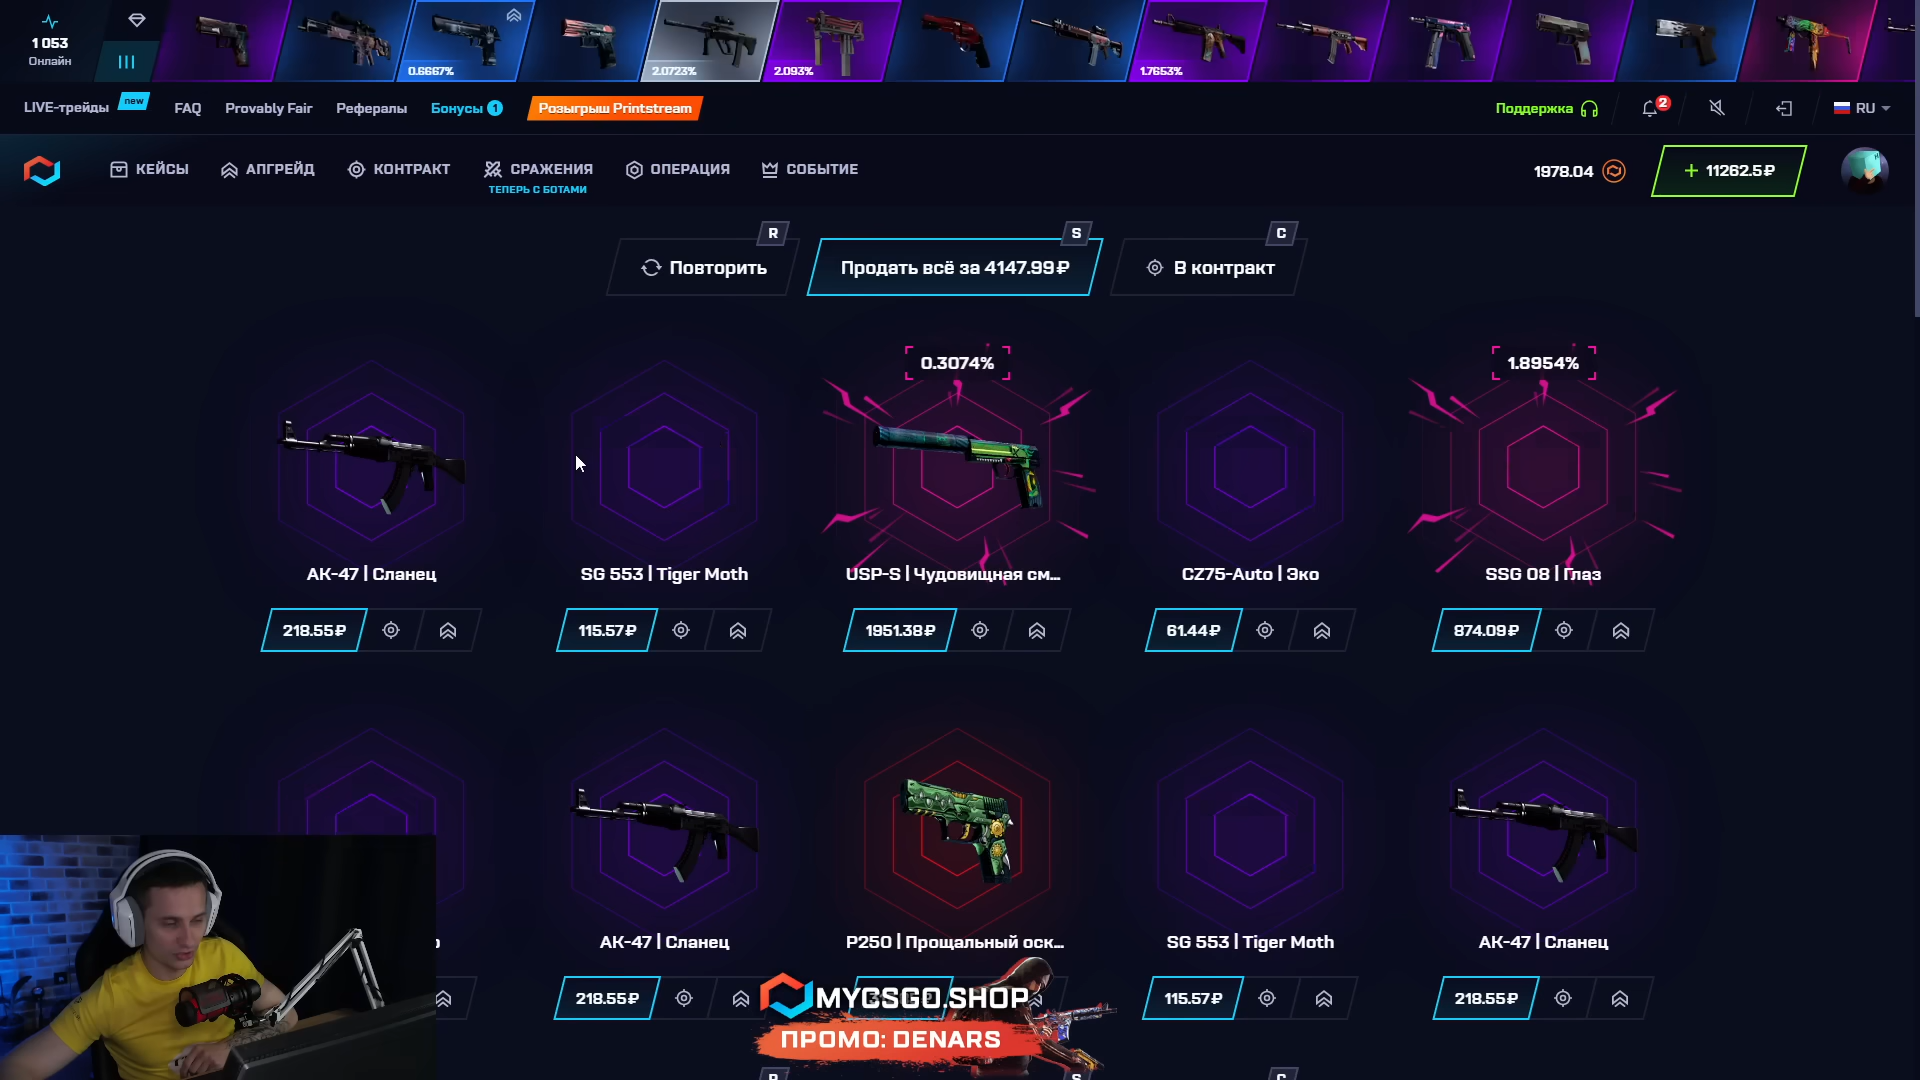 1 053
Онлайн
0.6667%
2.0723%
2.093%
1.7653%
LIVE-трейды
new
FAQ
Provably Fair
Рефералы
Бонусы 1
Розыгрыш Printstream
Поддержка
2
RU
КЕЙСЫ
АПГРЕЙД
КОНТРАКТ
СРАЖЕНИЯ
ТЕПЕРЬ С БОТАМИ
ОПЕРАЦИЯ
СОБЫТИЕ
1978.04
+ 11262.5₽
R
S
C
Повторить
Продать всё за 4147.99₽
В контракт
0.3074%
1.8954%
АК-47 | Сланец
SG 553 | Tiger Moth
USP-S | Чудовищная см...
CZ75-Auto | Эко
SSG 08 | Глаз
218.55₽
115.57₽
1951.38₽
61.44₽
874.09₽
АК-47 | Сланец
P250 | Прощальный оск...
SG 553 | Tiger Moth
АК-47 | Сланец
218.55₽
115.57₽
218.55₽
MYCSGO.SHOP
ПРОМО: DENARS
R
S
C